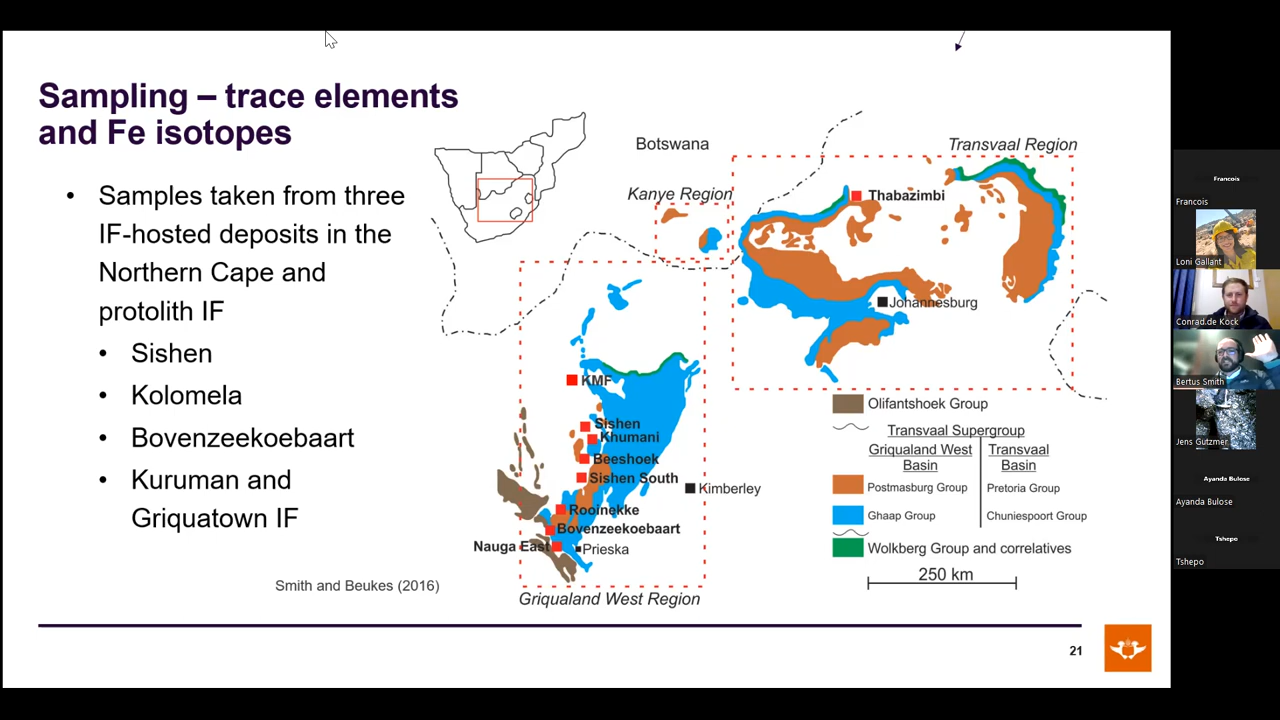 Sampling – trace elements
and Fe isotopes
• Samples taken from three
IF-hosted deposits in the
Northern Cape and
protolith IF
• Sishen
• Kolomela
• Bovenzeekoebaart
• Kuruman and
Griquatown IF
Smith and Beukes (2016)
Botswana
Transvaal Region
Kanye Region
Thabazimbi
Johannesburg
KMF
Sishen
Khumani
Beeshoek
Sishen South
Kimberley
Rooinekke
Bovenzeekoebaart
Nauga East
Prieska
Griqualand West Region
Olifantshoek Group
Transvaal Supergroup
Griqualand West
Basin
Transvaal
Basin
Postmasburg Group
Pretoria Group
Ghaap Group
Chuniespoort Group
Wolkberg Group and correlatives
250 km
21
Francois
Francois
Loni Gallant
Conrad.de Kock
Bertus Smith
Jens Gutzmer
Ayanda Bulose
Ayanda Bulose
Tshepo
Tshepo